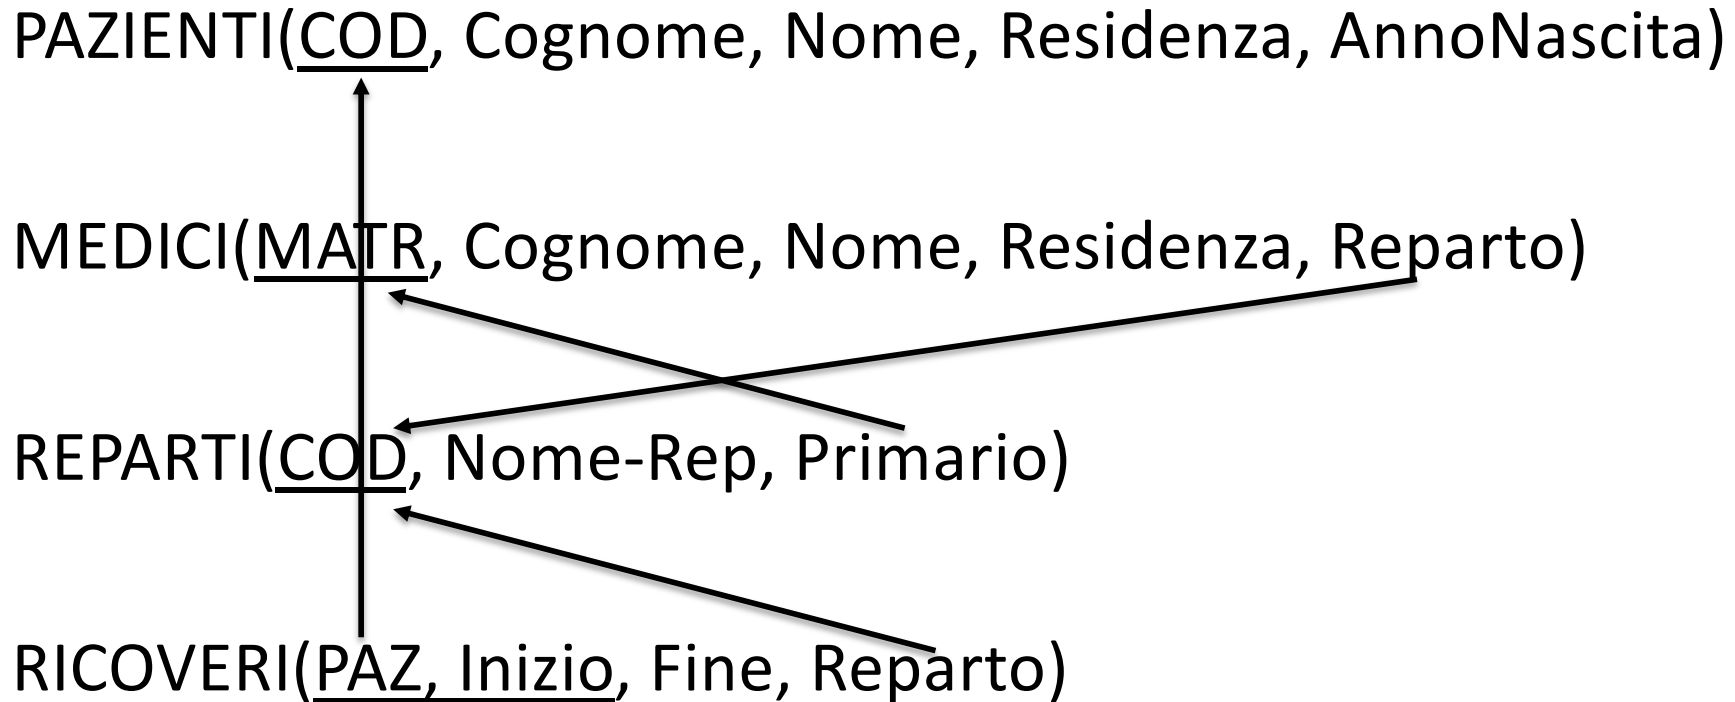 PAZIENTI(COD, Cognome, Nome, Residenza, AnnoNascita)
MEDICI(MATR, Cognome, Nome, Residenza, Reparto)
REPARTI(COD, Nome-Rep, Primario)
RICOVERI(PAZ, Inizio, Fine, Reparto)